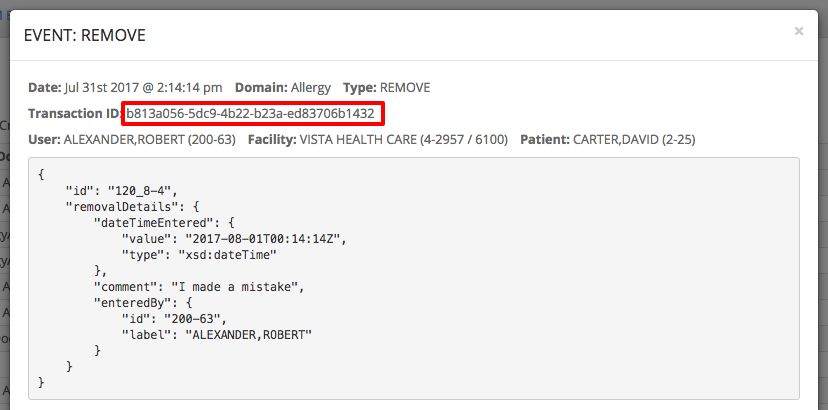 EVENT: REMOVE
×
Date: Jul 31st 2017 @ 2:14:14 pm Domain: Allergy Type: REMOVE
Transaction ID: b813a056-5dc9-4b22-b23a-ed83706b1432
User: ALEXANDER,ROBERT (200-63) Facility: VISTA HEALTH CARE (4-2957 / 6100) Patient: CARTER,DAVID (2-25)
{
    "id": "120_8-4",
    "removalDetails": {
        "dateTimeEntered": {
            "value": "2017-08-01T00:14:14Z",
            "type": "xsd:dateTime"
        },
        "comment": "I made a mistake",
        "enteredBy": {
            "id": "200-63",
            "label": "ALEXANDER,ROBERT"
        }
    }
}